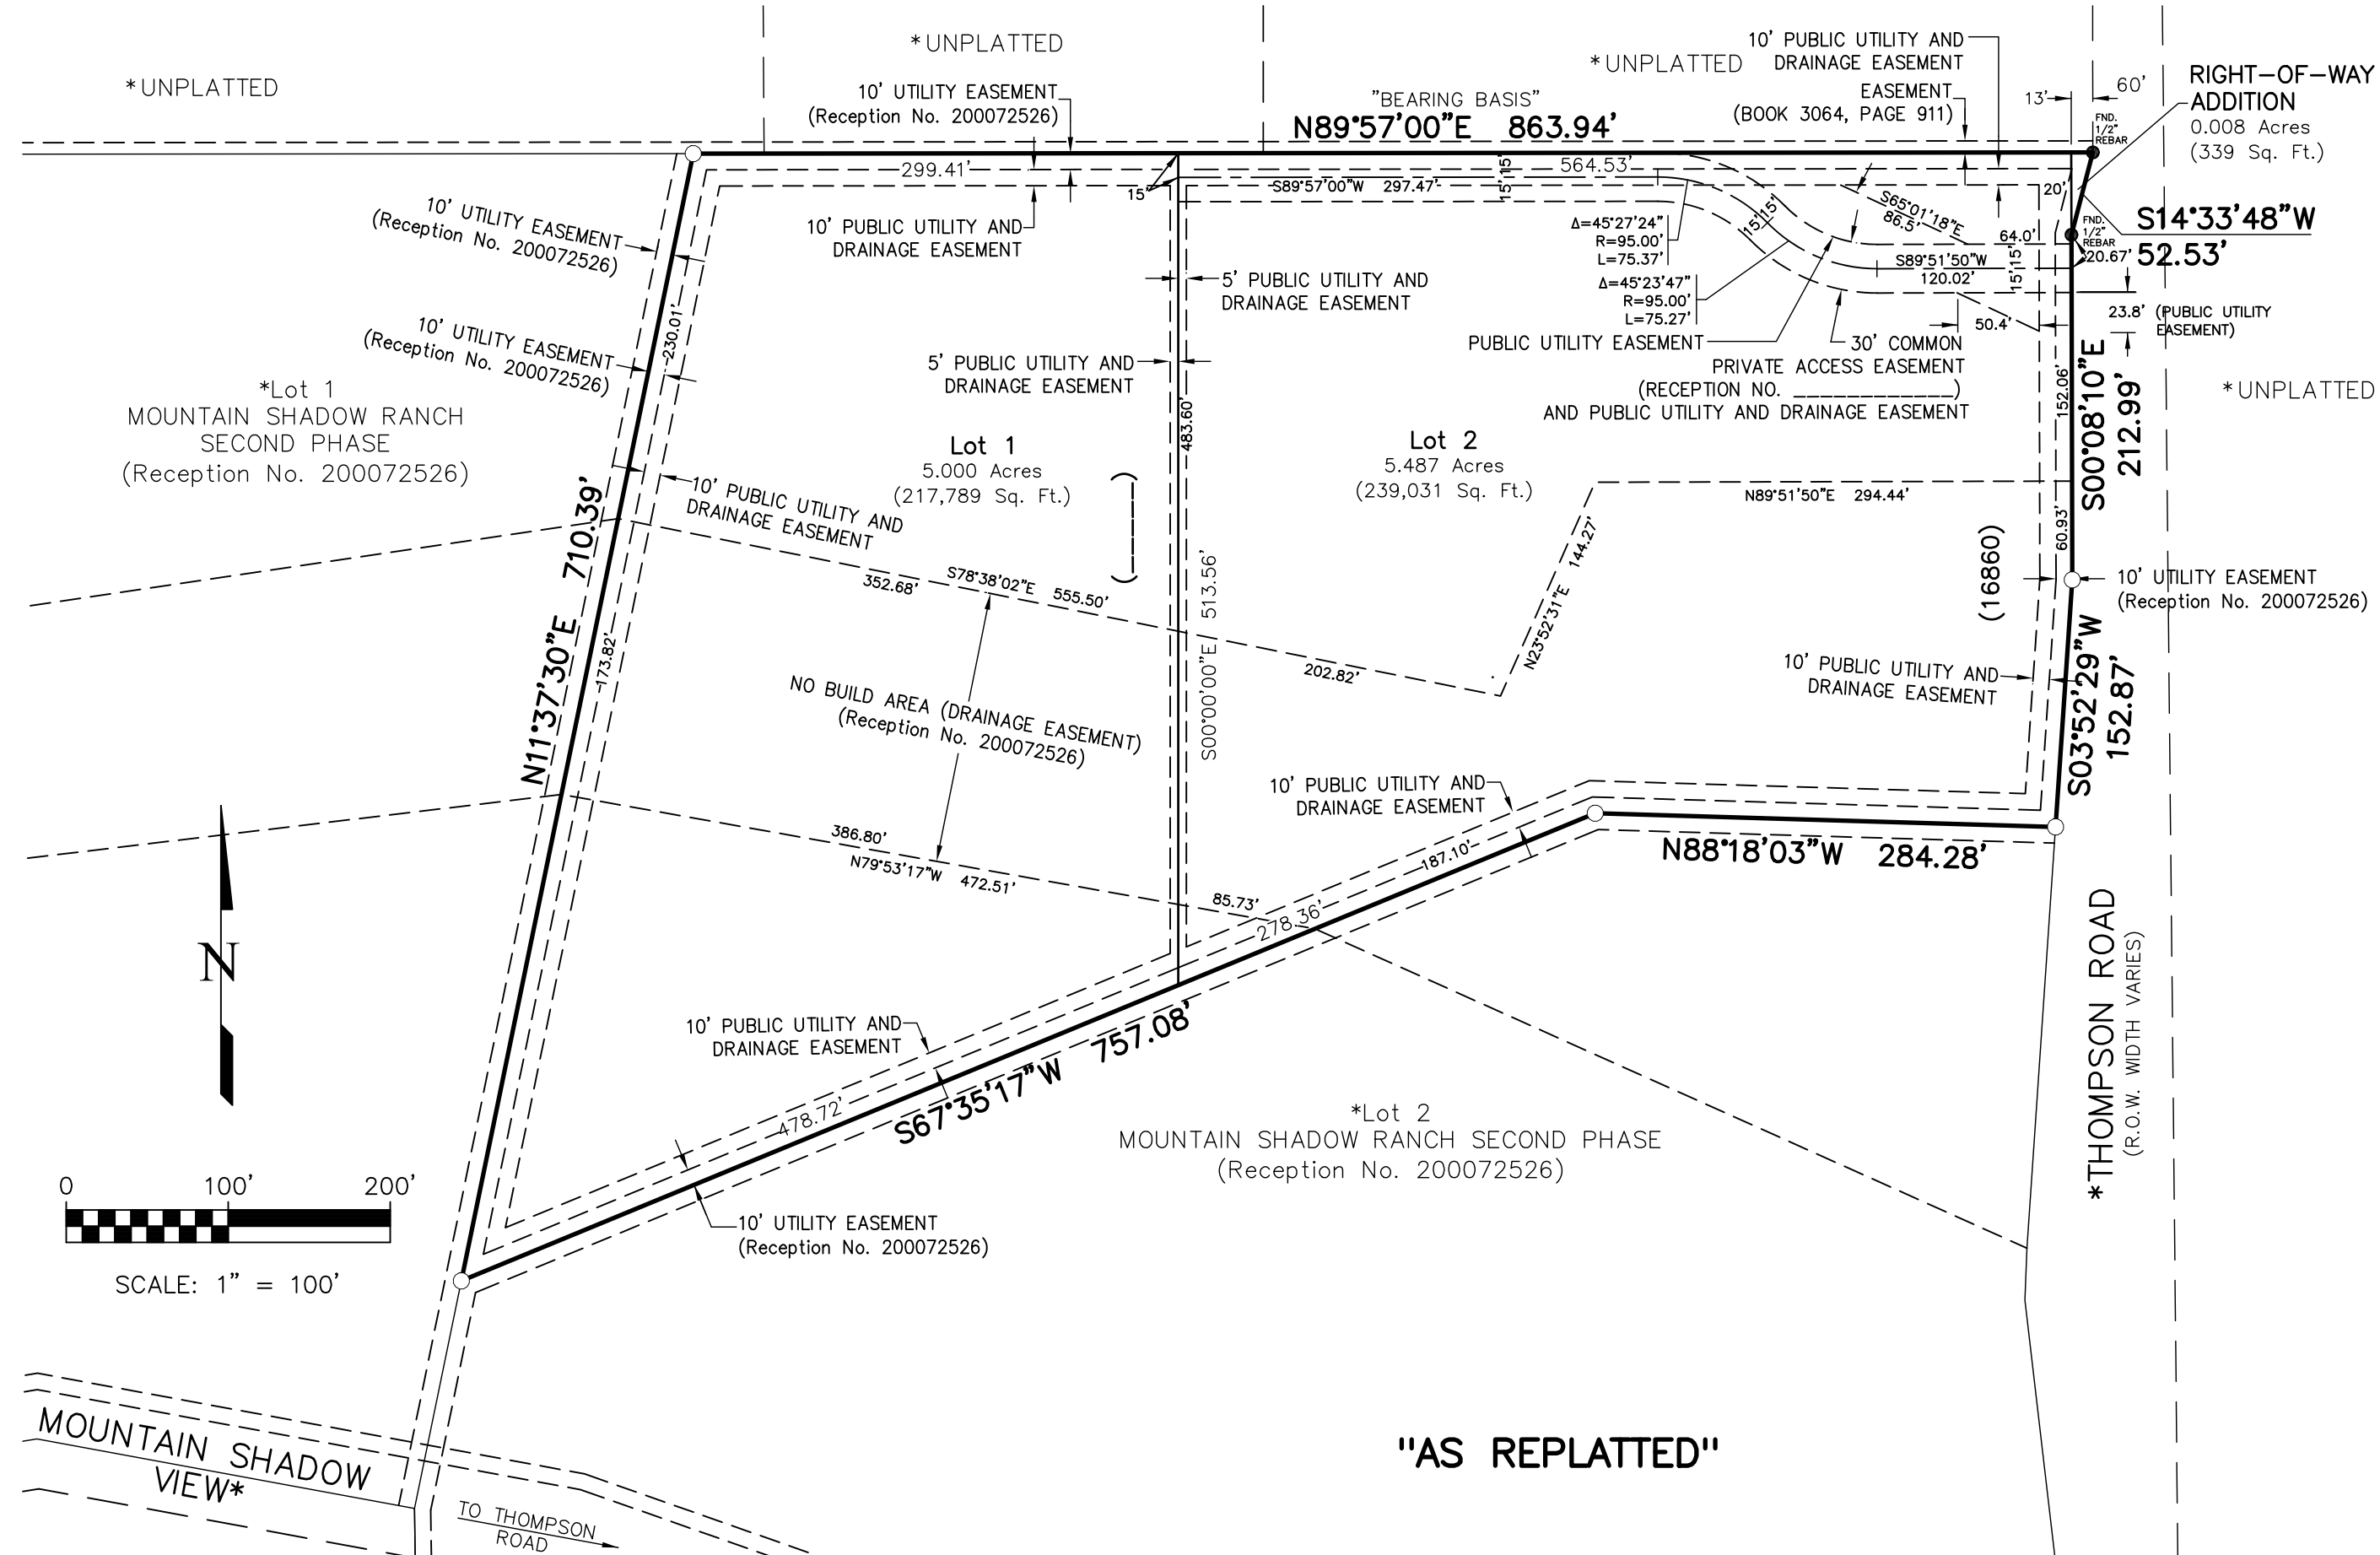 *UNPLATTED
*UNPLATTED
*UNPLATTED
10' UTILITY EASEMENT
(Reception No. 200072526)
"BEARING BASIS"
N89°57'00"E 863.94'
10' PUBLIC UTILITY AND
DRAINAGE EASEMENT
EASEMENT
(BOOK 3064, PAGE 911)
13'
60'
RIGHT-OF-WAY
ADDITION
0.008 Acres
(339 Sq. Ft.)
FND.
1/2"
REBAR
299.41'
15'
S89°57'00"W 297.47'
15' 15'
564.53'
20'
10' UTILITY EASEMENT
(Reception No. 200072526)
10' PUBLIC UTILITY AND
DRAINAGE EASEMENT
Δ=45°27'24"
R=95.00'
L=75.37'
15' 15'
S65°01'18"E
86.5'
64.0'
FND.
1/2"
REBAR
S14°33'48"W
52.53'
20.67'
S89°51'50"W
120.02'
15' 15'
5' PUBLIC UTILITY AND
DRAINAGE EASEMENT
Δ=45°23'47"
R=95.00'
L=75.27'
50.4'
23.8' (PUBLIC UTILITY
EASEMENT)
10' UTILITY EASEMENT
(Reception No. 200072526)
230.01'
5' PUBLIC UTILITY AND
DRAINAGE EASEMENT
PUBLIC UTILITY EASEMENT
30' COMMON
PRIVATE ACCESS EASEMENT
(RECEPTION NO. ____________)
AND PUBLIC UTILITY AND DRAINAGE EASEMENT
*Lot 1
MOUNTAIN SHADOW RANCH
SECOND PHASE
(Reception No. 200072526)
483.60'
152.06'
S00°08'10"E
212.99'
*UNPLATTED
Lot 1
5.000 Acres
(217,789 Sq. Ft.)
(____)
Lot 2
5.487 Acres
(239,031 Sq. Ft.)
10' PUBLIC UTILITY AND
DRAINAGE EASEMENT
N89°51'50"E 294.44'
N11°37'30"E 710.39'
S78°38'02"E 555.50'
352.68'
S00°00'00"E 513.56'
N23°52'31"E 144.27'
60.93'
(16860)
10' UTILITY EASEMENT
(Reception No. 200072526)
173.82'
202.82'
NO BUILD AREA (DRAINAGE EASEMENT)
(Reception No. 200072526)
10' PUBLIC UTILITY AND
DRAINAGE EASEMENT
S03°52'29"W
152.87'
10' PUBLIC UTILITY AND
DRAINAGE EASEMENT
386.80'
N79°53'17"W 472.51'
85.73'
187.10'
278.36'
N88°18'03"W 284.28'
N
10' PUBLIC UTILITY AND
DRAINAGE EASEMENT
S67°35'17"W 757.08'
478.72'
*THOMPSON ROAD
(R.O.W. WIDTH VARIES)
*Lot 2
MOUNTAIN SHADOW RANCH SECOND PHASE
(Reception No. 200072526)
0 100' 200'
10' UTILITY EASEMENT
(Reception No. 200072526)
SCALE: 1" = 100'
MOUNTAIN SHADOW
VIEW*
TO THOMPSON
ROAD
"AS REPLATTED"